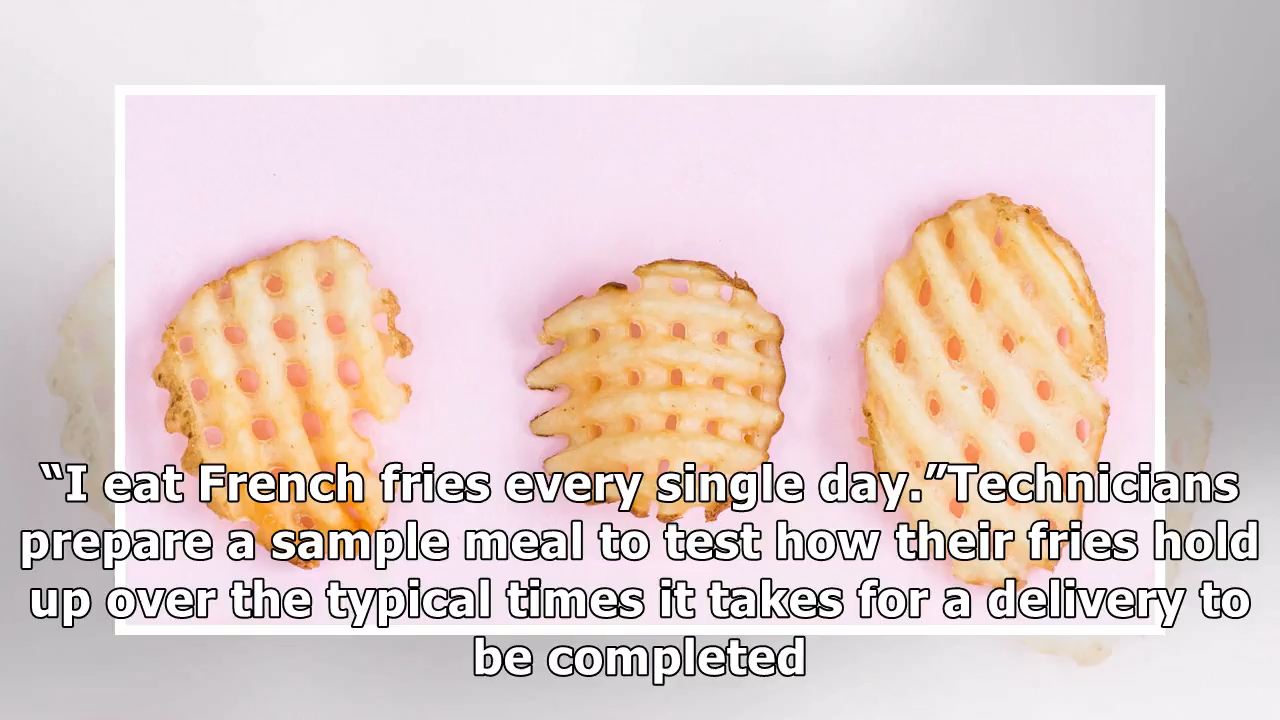 “I eat French fries every single day.”Technicians
prepare a sample meal to test how their fries hold
up over the typical times it takes for a delivery to
be completed